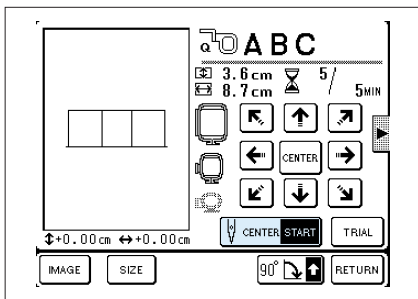 Q ABC
3.6cm 5/
8.7cm 5MIN
CENTER
+0.00cm +0.00cm
CENTER START TRIAL
IMAGE SIZE 90° RETURN